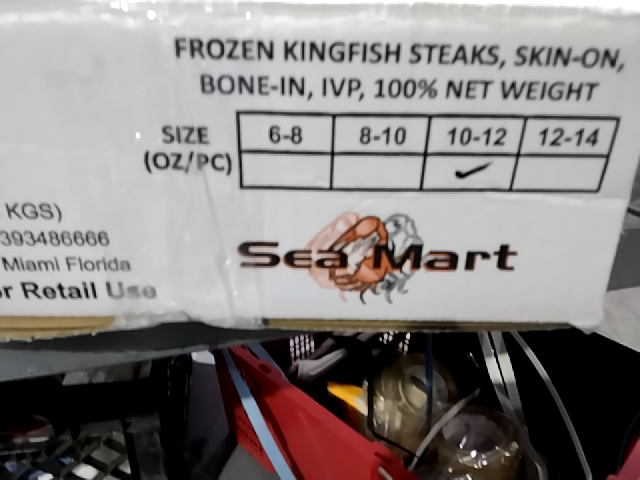 FROZEN KINGFISH STEAKS, SKIN-ON,
BONE-IN, IVP, 100% NET WEIGHT
SIZE
(OZ/PC)
6-8 8-10 10-12 12-14
✓
KGS)
393486666
Miami Florida
or Retail Use
Sea Mart